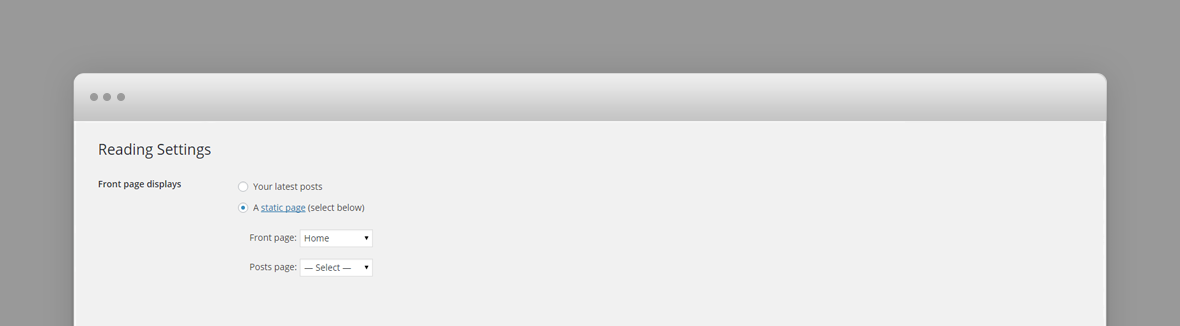 Reading Settings
Front page displays
Your latest posts
A static page (select below)
Front page: Home
Posts page: — Select —